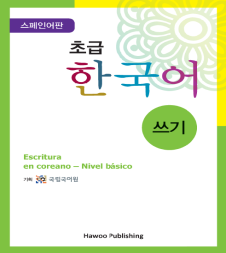 스페인어판
초급
한국어
쓰기
Escritura
en coreano – Nivel básico
기획 국립국어원
Hawoo Publishing